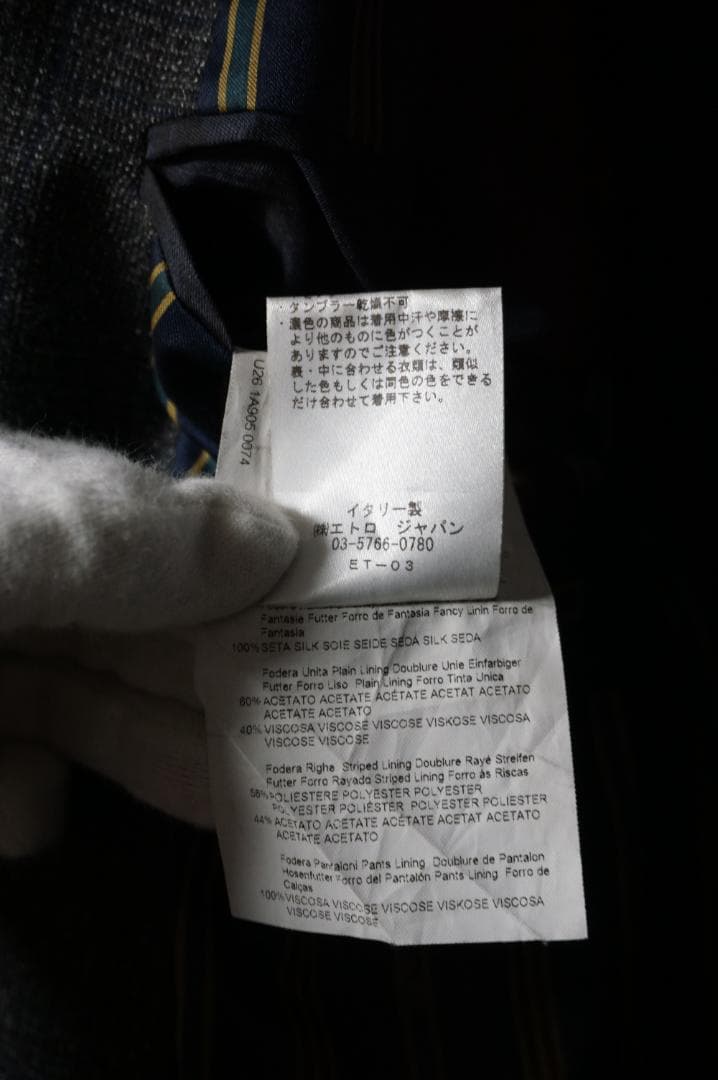 ・タンブラー乾燥不可
・濃色の商品は着用中汗や摩擦に
より他のものに色がつくことが
ありますのでご注意ください。
表・中に合わせる衣類は、類似
した色もしくは同色の色をできる
だけ合わせて着用下さい。
イタリー製
㈱エトロ ジャパン
03-5766-0780
ET-03
U26 1A905 0074
Fantasie Futter Forro de Fantasia Fancy Linin Forro de
Fantasia
100% SETA SILK SOIE SEIDE SEDA SILK SEDA
Fodera Unita Plain Lining Doublure Unie Einfarbiger
Futter Forro Liso Plain Lining Forro Tinta Unica
60% ACETATO ACETATE ACÉTATE ACETAT ACETATO
ACETATE ACETATO
40% VISCOSA VISCOSE VISCOSE VISKOSE VISCOSA
VISCOSE VISCOSE
Fodera Righe Striped Lining Doublure Rayé Streifen
Futter Forro Rayado Striped Lining Forro às Riscas
56% POLIESTERE POLYESTER POLYESTER
POLYESTER POLIÉSTER POLYESTER POLIESTER
44% ACETATO ACETATE ACÉTATE ACETAT ACETATO
ACETATE ACETATO
Fodera Pantaloni Pants Lining Doublure de Pantalon
Hosenfutter Forro del Pantalón Pants Lining Forro de
Calças
100% VISCOSA VISCOSE VISCOSE VISKOSE VISCOSA
VISCOSE VISCOSE